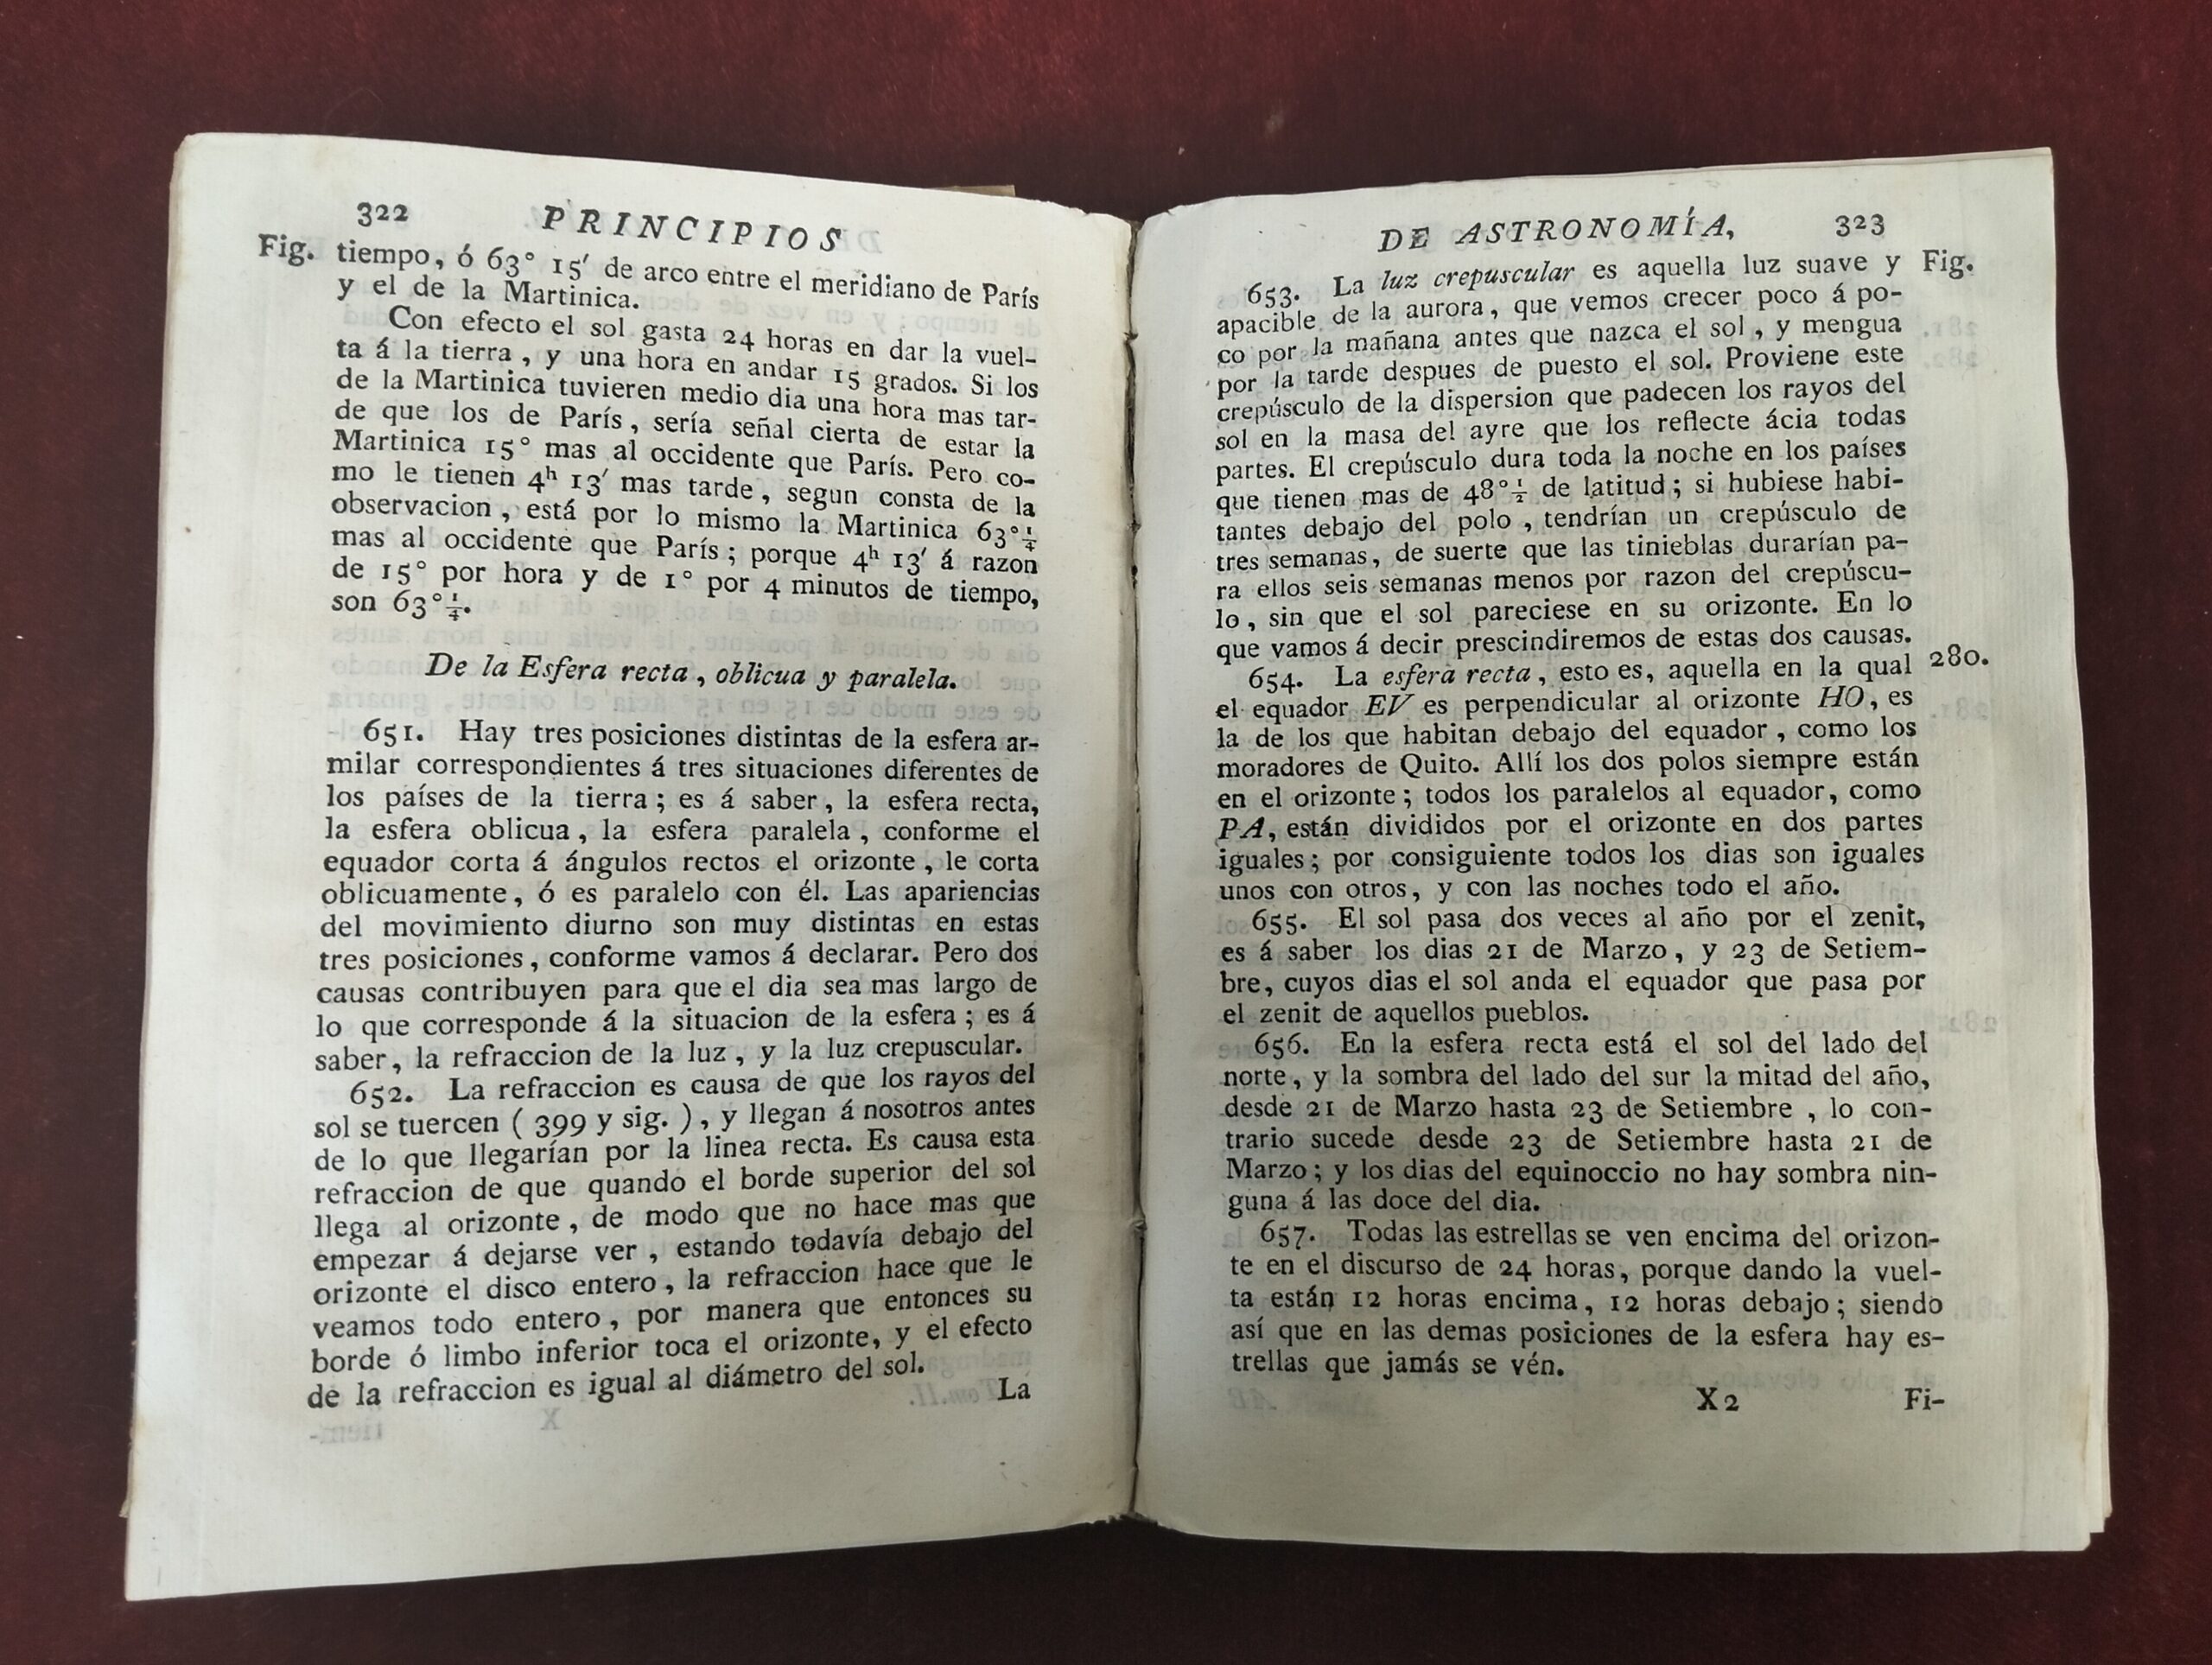 322 PRINCIPIOS
Fig. tiempo, ó 63° 15′ de arco entre el meridiano de París
y el de la Martinica.
Con efecto el sol gasta 24 horas en dar la vuel-
ta á la tierra, y una hora en andar 15 grados. Si los
de la Martinica tuvieren medio dia una hora mas tar-
de que los de París, sería señal cierta de estar la
Martinica 15° mas al occidente que París. Pero co-
mo le tienen 4ʰ 13′ mas tarde, segun consta de la
observacion, está por lo mismo la Martinica 63°¼
mas al occidente que París; porque 4ʰ 13′ á razon
de 15° por hora y de 1° por 4 minutos de tiempo,
son 63°¼.
De la Esfera recta, oblicua y paralela.
651. Hay tres posiciones distintas de la esfera ar-
milar correspondientes á tres situaciones diferentes de
los países de la tierra; es á saber, la esfera recta,
la esfera oblicua, la esfera paralela, conforme el
equador corta á ángulos rectos el orizonte, le corta
oblicuamente, ó es paralelo con él. Las apariencias
del movimiento diurno son muy distintas en estas
tres posiciones, conforme vamos á declarar. Pero dos
causas contribuyen para que el dia sea mas largo de
lo que corresponde á la situacion de la esfera; es á
saber, la refraccion de la luz, y la luz crepuscular.
652. La refraccion es causa de que los rayos del
sol se tuercen ( 399 y sig. ), y llegan á nosotros antes
de lo que llegarían por la linea recta. Es causa esta
refraccion de que quando el borde superior del sol
llega al orizonte, de modo que no hace mas que
empezar á dejarse ver, estando todavía debajo del
orizonte el disco entero, la refraccion hace que le
veamos todo entero, por manera que entonces su
borde ó limbo inferior toca el orizonte, y el efecto
de la refraccion es igual al diámetro del sol.
La
DE ASTRONOMÍA, 323
653. La luz crepuscular es aquella luz suave y Fig.
apacible de la aurora, que vemos crecer poco á po-
co por la mañana antes que nazca el sol, y mengua
por la tarde despues de puesto el sol. Proviene este
crepúsculo de la dispersion que padecen los rayos del
sol en la masa del ayre que los reflecte ácia todas
partes. El crepúsculo dura toda la noche en los países
que tienen mas de 48°½ de latitud; si hubiese habi-
tantes debajo del polo, tendrían un crepúsculo de
tres semanas, de suerte que las tinieblas durarían pa-
ra ellos seis semanas menos por razon del crepúscu-
lo, sin que el sol pareciese en su orizonte. En lo
que vamos á decir prescindiremos de estas dos causas.
654. La esfera recta, esto es, aquella en la qual 280.
el equador EV es perpendicular al orizonte HO, es
la de los que habitan debajo del equador, como los
moradores de Quito. Allí los dos polos siempre están
en el orizonte; todos los paralelos al equador, como
PA, están divididos por el orizonte en dos partes
iguales; por consiguiente todos los dias son iguales
unos con otros, y con las noches todo el año.
655. El sol pasa dos veces al año por el zenit,
es á saber los dias 21 de Marzo, y 23 de Setiem-
bre, cuyos dias el sol anda el equador que pasa por
el zenit de aquellos pueblos.
656. En la esfera recta está el sol del lado del
norte, y la sombra del lado del sur la mitad del año,
desde 21 de Marzo hasta 23 de Setiembre, lo con-
trario sucede desde 23 de Setiembre hasta 21 de
Marzo; y los dias del equinoccio no hay sombra nin-
guna á las doce del dia.
657. Todas las estrellas se ven encima del orizon-
te en el discurso de 24 horas, porque dando la vuel-
ta están 12 horas encima, 12 horas debajo; siendo
así que en las demas posiciones de la esfera hay es-
trellas que jamás se vén.
X2 Fi-